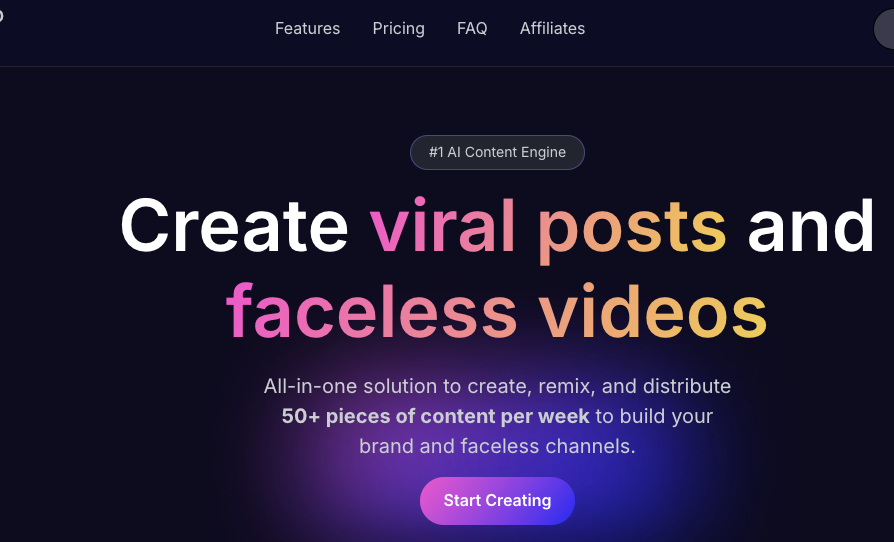 Features Pricing FAQ Affiliates
#1 AI Content Engine
Create viral posts and
faceless videos
All-in-one solution to create, remix, and distribute
50+ pieces of content per week to build your
brand and faceless channels.
Start Creating